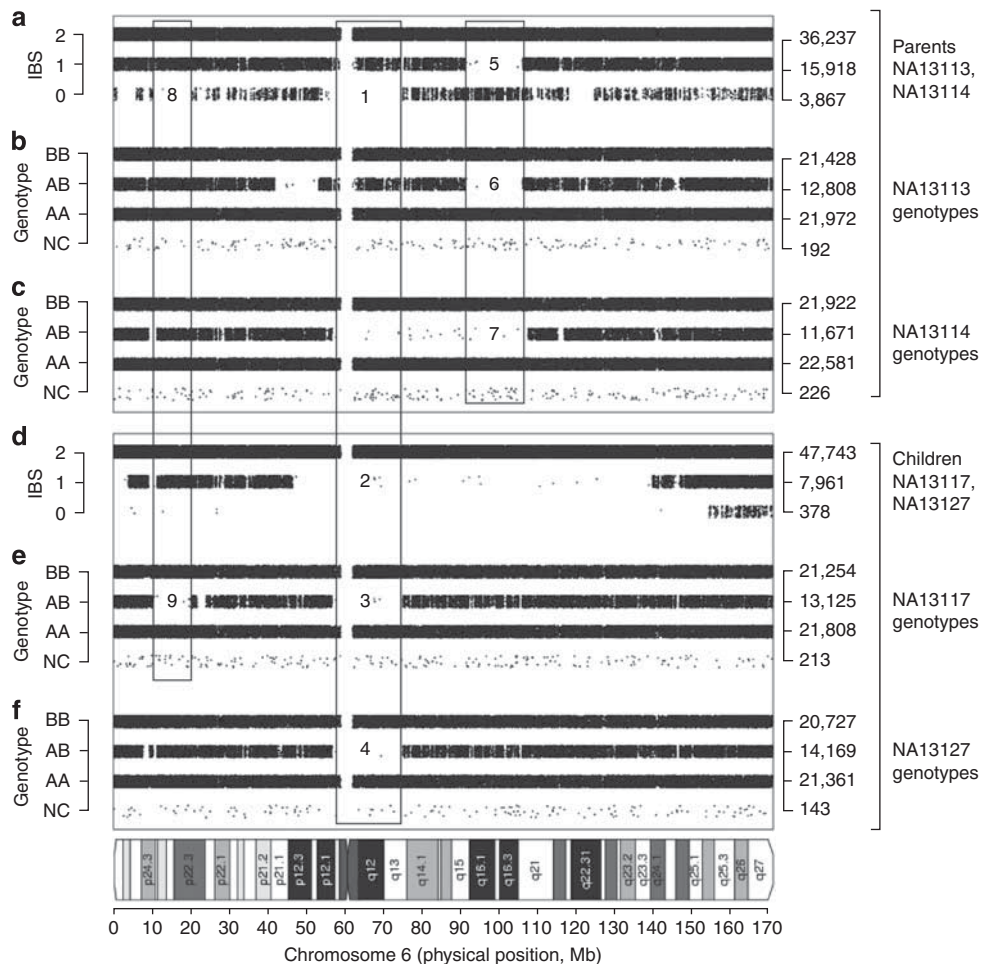 a
IBS
2
1
0
8
1
5
36,237
15,918
3,867
Parents
NA13113,
NA13114
b
Genotype
BB
AB
AA
NC
6
21,428
12,808
21,972
192
NA13113
genotypes
c
Genotype
BB
AB
AA
NC
7
21,922
11,671
22,581
226
NA13114
genotypes
d
IBS
2
1
0
2
47,743
7,961
378
Children
NA13117,
NA13127
e
Genotype
BB
AB
AA
NC
9
3
21,254
13,125
21,808
213
NA13117
genotypes
f
Genotype
BB
AB
AA
NC
4
20,727
14,169
21,361
143
NA13127
genotypes
p24.3 p22.3 p22.1 p21.2 p21.1 p12.3 p12.1 q12 q13 q14.1 q15 q16.1 q16.3 q21 q22.31 q23.2 q23.3 q24.1 q25.1 q25.3 q26 q27
0 10 20 30 40 50 60 70 80 90 100 110 120 130 140 150 160 170
Chromosome 6 (physical position, Mb)